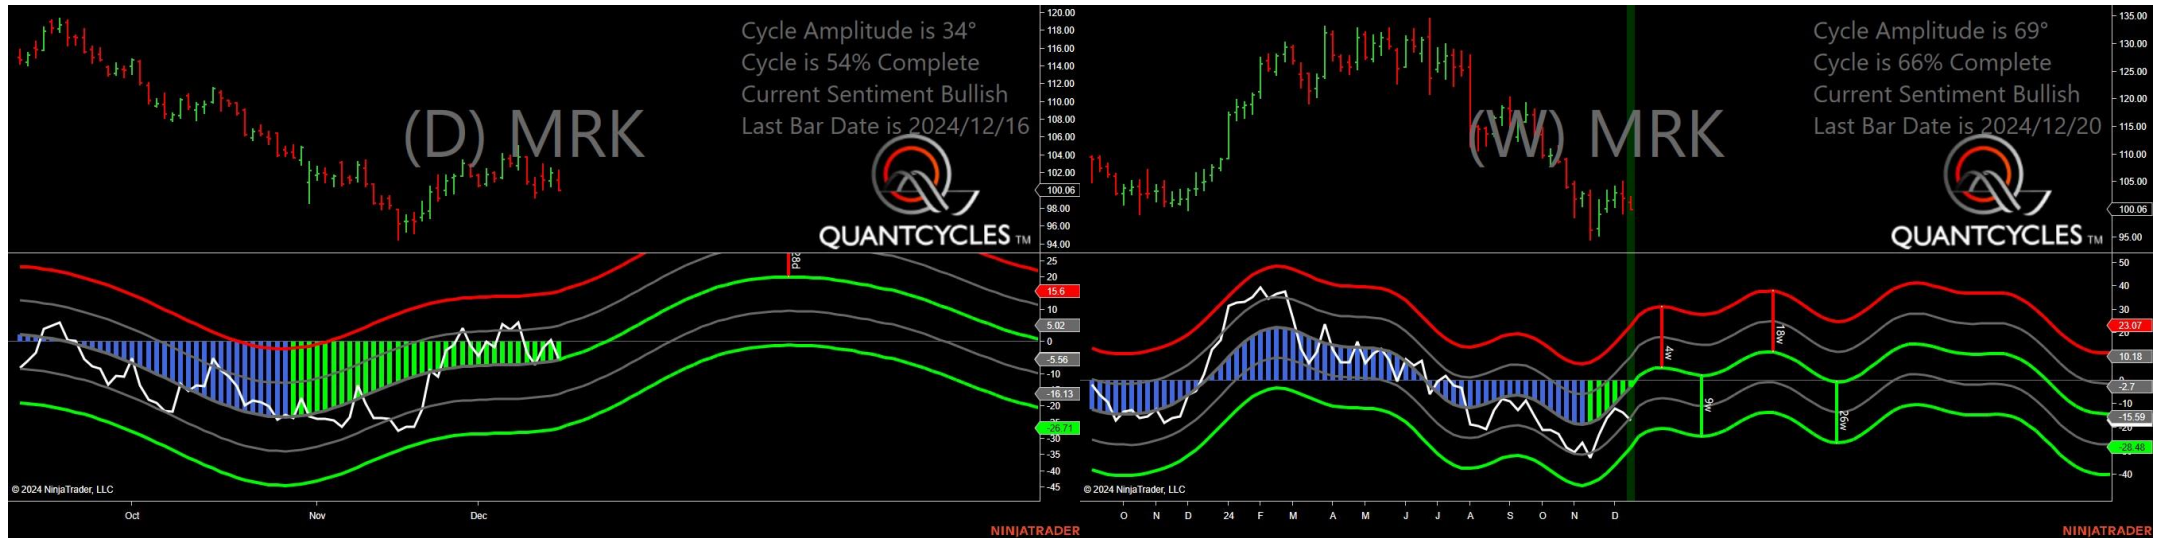 Cycle Amplitude is 34°
Cycle is 54% Complete
Current Sentiment Bullish
Last Bar Date is 2024/12/16
(D) MRK
QUANTCYCLES TM
120.00
118.00
116.00
114.00
112.00
110.00
108.00
106.00
104.00
102.00
100.06
98.00
96.00
94.00
28d
25
20
15.6
10
5.02
0
-5.56
-10
-16.13
-20
-26.71
-30
-35
-40
-45
© 2024 NinjaTrader, LLC
Oct Nov Dec
NINJATRADER
Cycle Amplitude is 69°
Cycle is 66% Complete
Current Sentiment Bullish
Last Bar Date is 2024/12/20
(W) MRK
QUANTCYCLES TM
135.00
130.00
125.00
120.00
115.00
110.00
105.00
100.06
95.00
4w
9w
18w
26w
50
40
30
23.07
10.18
-2.7
-10
-15.59
-28.48
-40
© 2024 NinjaTrader, LLC
O N D 24 F M A M J J A S O N D
NINJATRADER